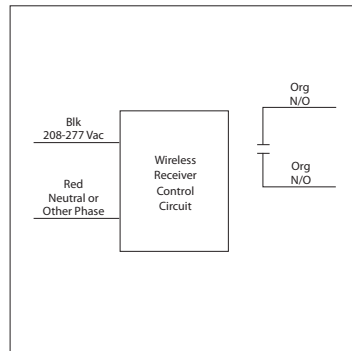 Blk
208-277 Vac
Red
Neutral or
Other Phase
Wireless
Receiver
Control
Circuit
Org
N/O
Org
N/O